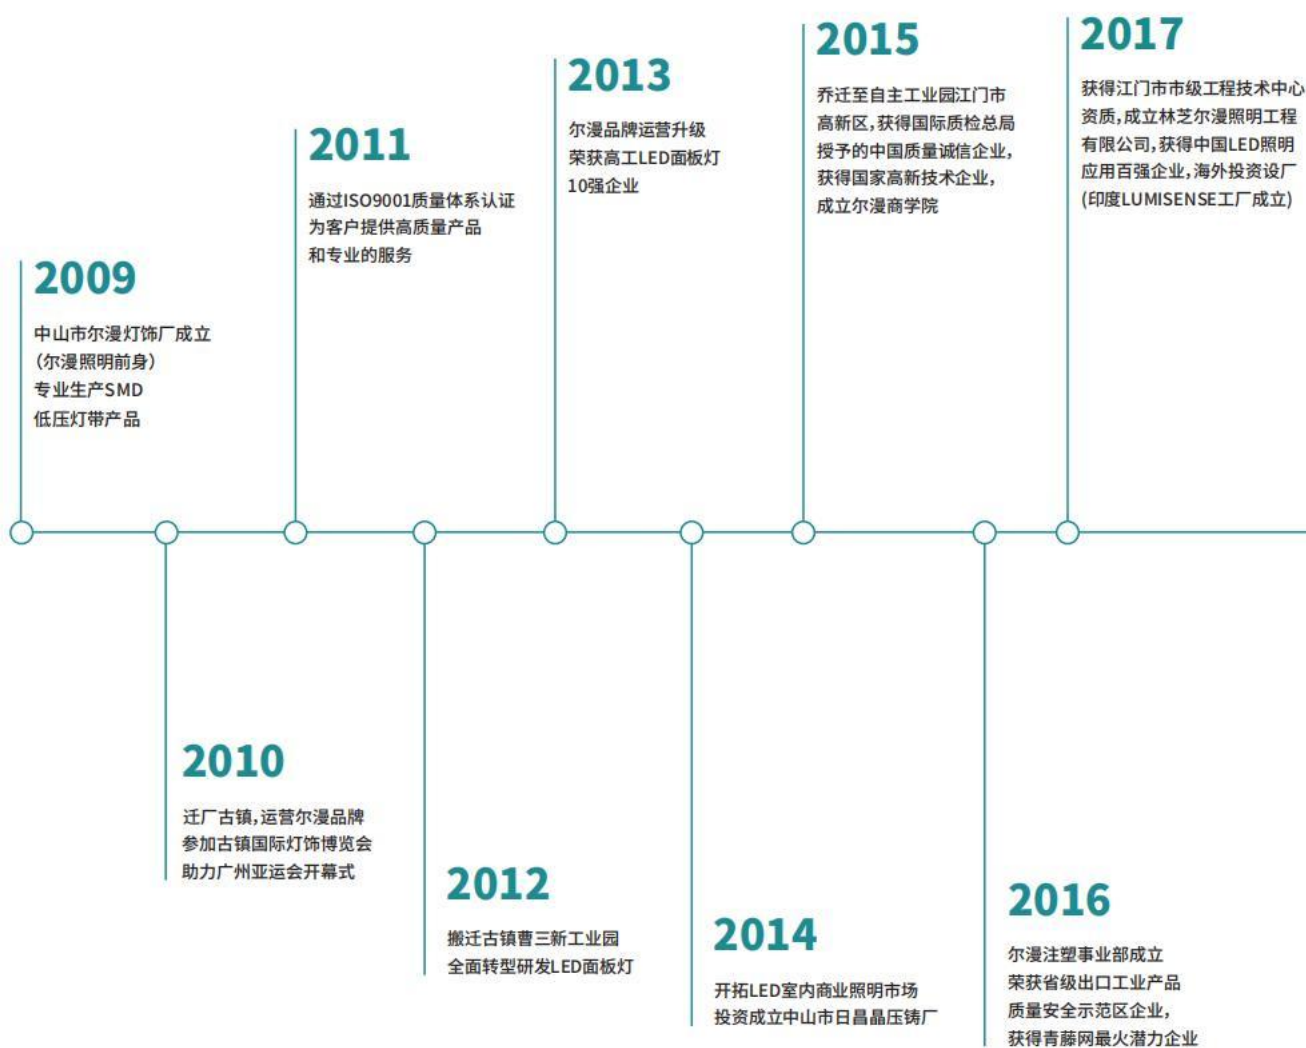 2009
中山市尔漫灯饰厂成立
(尔漫照明前身)
专业生产SMD
低压灯带产品
2010
迁厂古镇,运营尔漫品牌
参加古镇国际灯饰博览会
助力广州亚运会开幕式
2011
通过ISO9001质量体系认证
为客户提供高质量产品
和专业的服务
2012
搬迁古镇曹三新工业园
全面转型研发LED面板灯
2013
尔漫品牌运营升级
荣获高工LED面板灯
10强企业
2014
开拓LED室内商业照明市场
投资成立中山市日昌晶压铸厂
2015
乔迁至自主工业园江门市
高新区,获得国际质检总局
授予的中国质量诚信企业,
获得国家高新技术企业,
成立尔漫商学院
2016
尔漫注塑事业部成立
荣获省级出口工业产品
质量安全示范区企业,
获得青藤网最火潜力企业
2017
获得江门市市级工程技术中心
资质,成立林芝尔漫照明工程
有限公司,获得中国LED照明
应用百强企业,海外投资设厂
(印度LUMISENSE工厂成立)